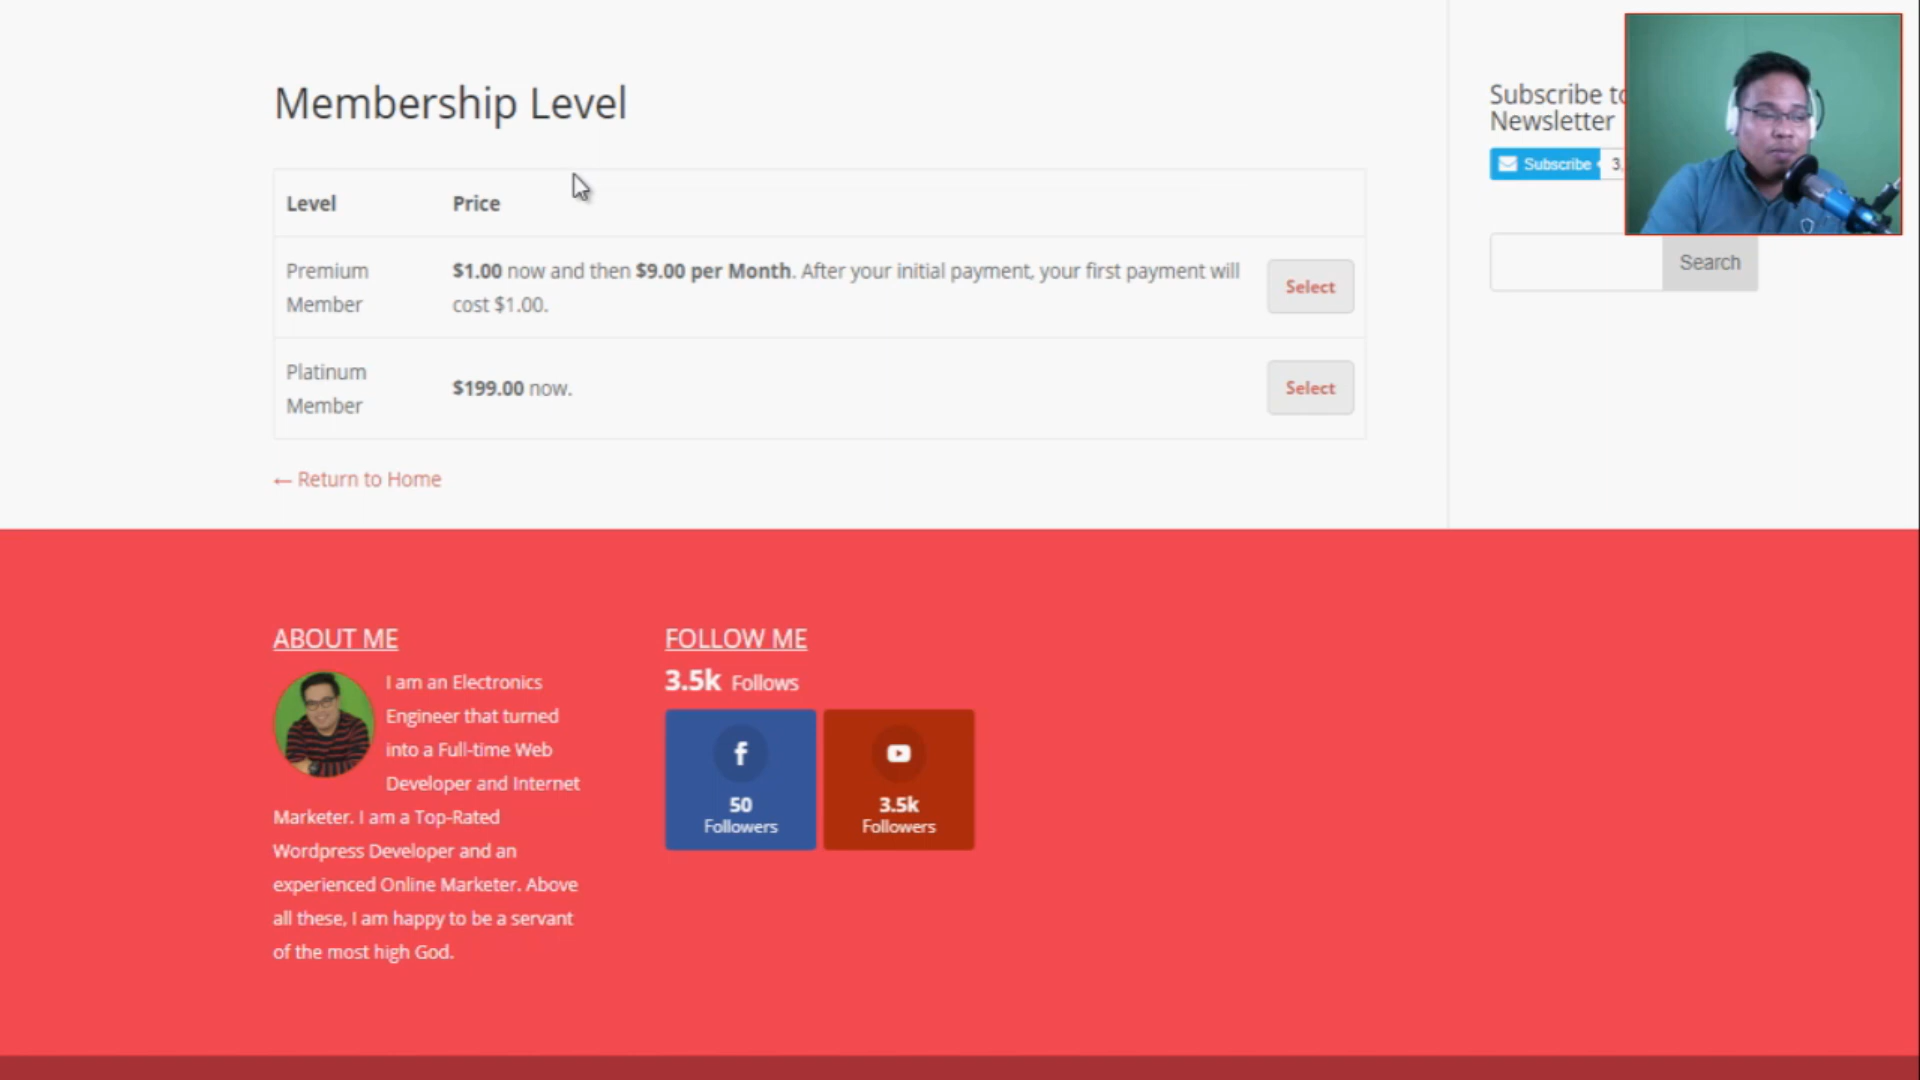 Membership Level
Subscribe to
Newsletter
Subscribe
Level Price
Premium
Member
$1.00 now and then $9.00 per Month. After your initial payment, your first payment will
cost $1.00.
Select
Search
Platinum
Member
$199.00 now.
Select
← Return to Home
ABOUT ME
I am an Electronics
Engineer that turned
into a Full-time Web
Developer and Internet
Marketer. I am a Top-Rated
Wordpress Developer and an
experienced Online Marketer. Above
all these, I am happy to be a servant
of the most high God.
FOLLOW ME
3.5k Follows
f
50
Followers
3.5k
Followers